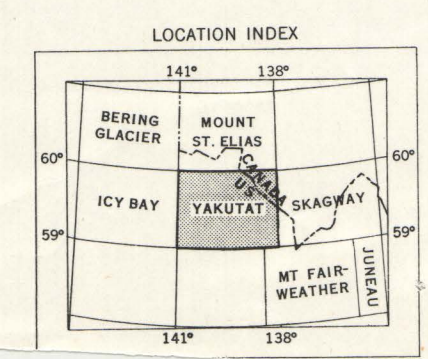 LOCATION INDEX
141° 138°
BERING
GLACIER
MOUNT
ST. ELIAS
60° 60°
CANADA
US
ICY BAY
YAKUTAT
SKAGWAY
59° 59°
MT FAIR-
WEATHER
JUNEAU
141° 138°